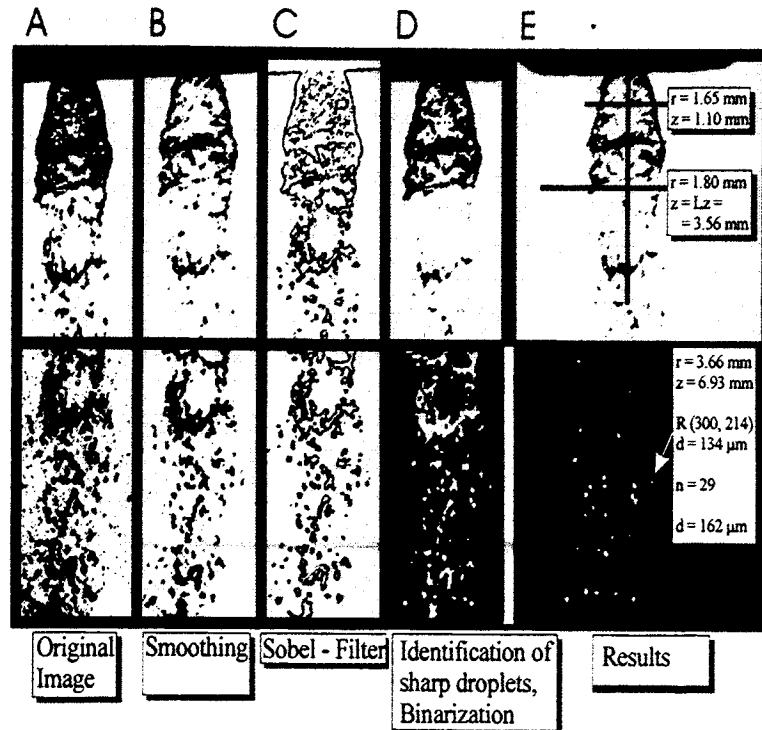 A B C D E
r = 1.65 mm
z = 1.10 mm
r = 1.80 mm
z = Lz =
= 3.56 mm
r = 3.66 mm
z = 6.93 mm
R (300, 214)
d = 134 µm
n = 29
d = 162 µm
Original
Image
Smoothing
Sobel - Filter
Identification of
sharp droplets,
Binarization
Results